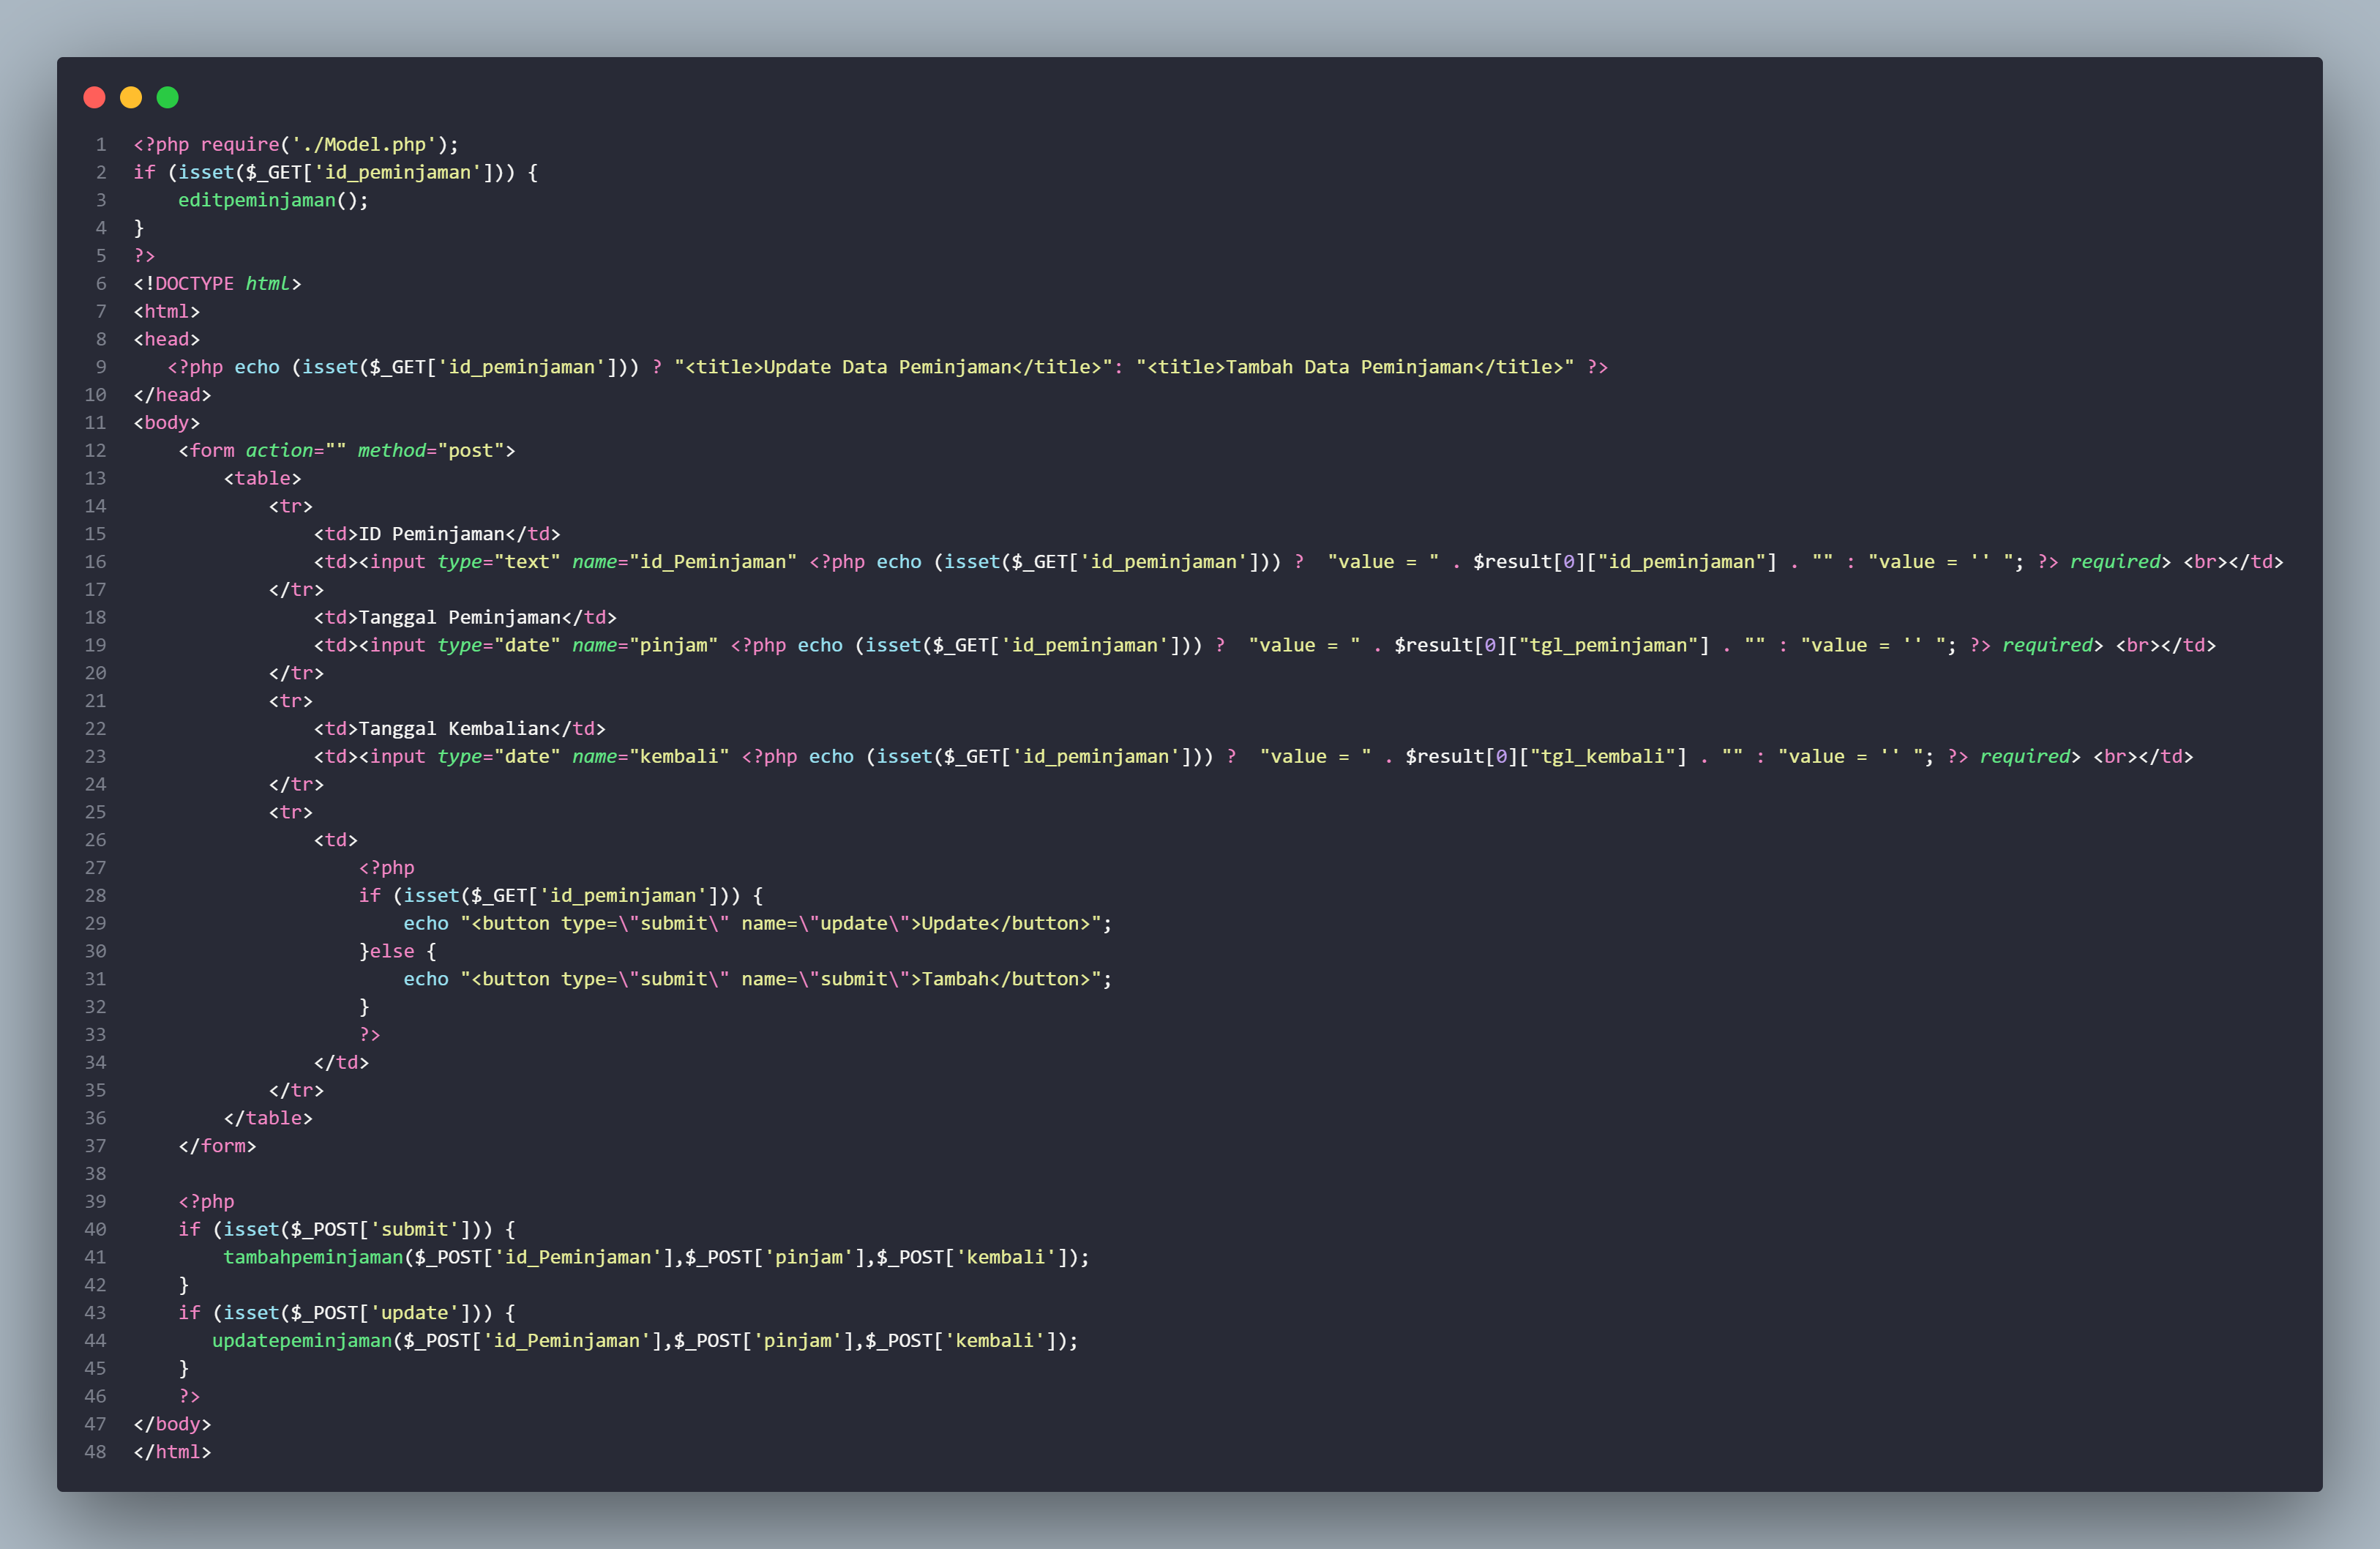 1 <?php require('./Model.php');
2 if (isset($_GET['id_peminjaman'])) {
3     editpeminjaman();
4 }
5 ?>
6 <!DOCTYPE html>
7 <html>
8 <head>
9    <?php echo (isset($_GET['id_peminjaman'])) ? "<title>Update Data Peminjaman</title>": "<title>Tambah Data Peminjaman</title>" ?>
10 </head>
11 <body>
12     <form action="" method="post">
13         <table>
14             <tr>
15                 <td>ID Peminjaman</td>
16                 <td><input type="text" name="id_Peminjaman" <?php echo (isset($_GET['id_peminjaman'])) ?  "value = " . $result[0]["id_peminjaman"] . "" : "value = '' "; ?> required> <br></td>
17             </tr>
18                 <td>Tanggal Peminjaman</td>
19                 <td><input type="date" name="pinjam" <?php echo (isset($_GET['id_peminjaman'])) ?  "value = " . $result[0]["tgl_peminjaman"] . "" : "value = '' "; ?> required> <br></td>
20             </tr>
21             <tr>
22                 <td>Tanggal Kembalian</td>
23                 <td><input type="date" name="kembali" <?php echo (isset($_GET['id_peminjaman'])) ?  "value = " . $result[0]["tgl_kembali"] . "" : "value = '' "; ?> required> <br></td>
24             </tr>
25             <tr>
26                 <td>
27                     <?php
28                     if (isset($_GET['id_peminjaman'])) {
29                         echo "<button type=\"submit\" name=\"update\">Update</button>";
30                     }else {
31                         echo "<button type=\"submit\" name=\"submit\">Tambah</button>";
32                     }
33                     ?>
34                 </td>
35             </tr>
36         </table>
37     </form>
38
39     <?php
40     if (isset($_POST['submit'])) {
41         tambahpeminjaman($_POST['id_Peminjaman'],$_POST['pinjam'],$_POST['kembali']);
42     }
43     if (isset($_POST['update'])) {
44        updatepeminjaman($_POST['id_Peminjaman'],$_POST['pinjam'],$_POST['kembali']);
45     }
46     ?>
47 </body>
48 </html>